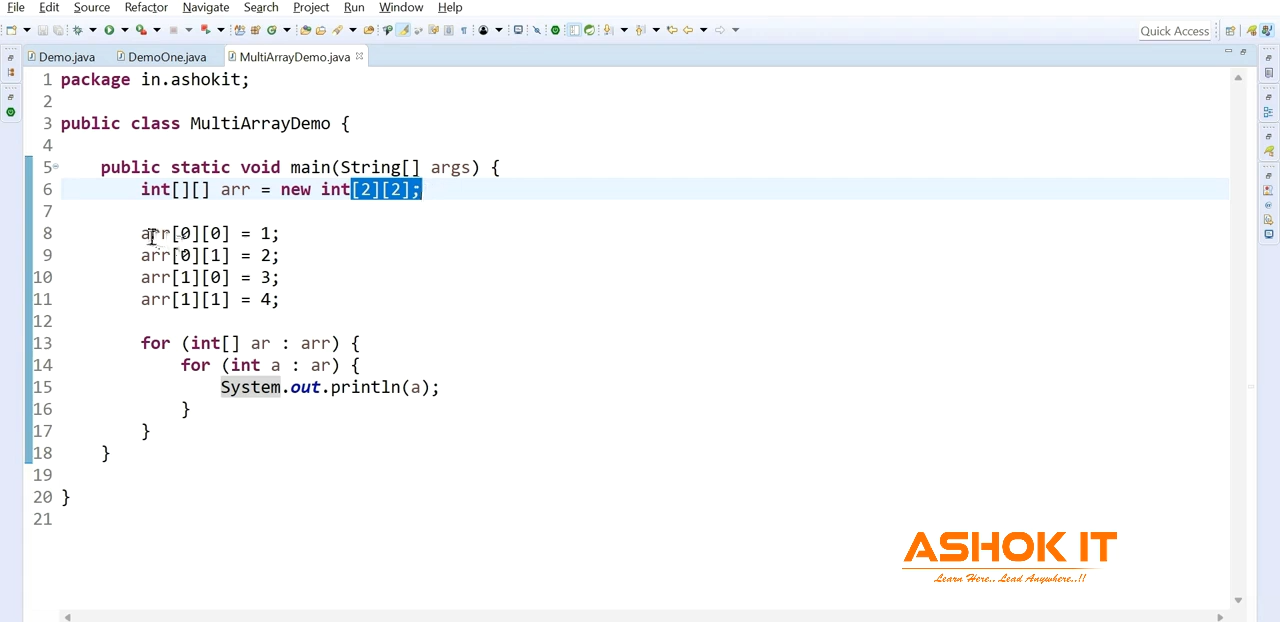 File Edit Source Refactor Navigate Search Project Run Window Help
Quick Access
Demo.java DemoOne.java MultiArrayDemo.java
1 package in.ashokit;
2
3 public class MultiArrayDemo {
4
5 public static void main(String[] args) {
6 int[][] arr = new int[2][2];
7
8 arr[0][0] = 1;
9 arr[0][1] = 2;
10 arr[1][0] = 3;
11 arr[1][1] = 4;
12
13 for (int[] ar : arr) {
14 for (int a : ar) {
15 System.out.println(a);
16 }
17 }
18 }
19
20 }
21
ASHOK IT
Learn Here.. Lead Anywhere..!!